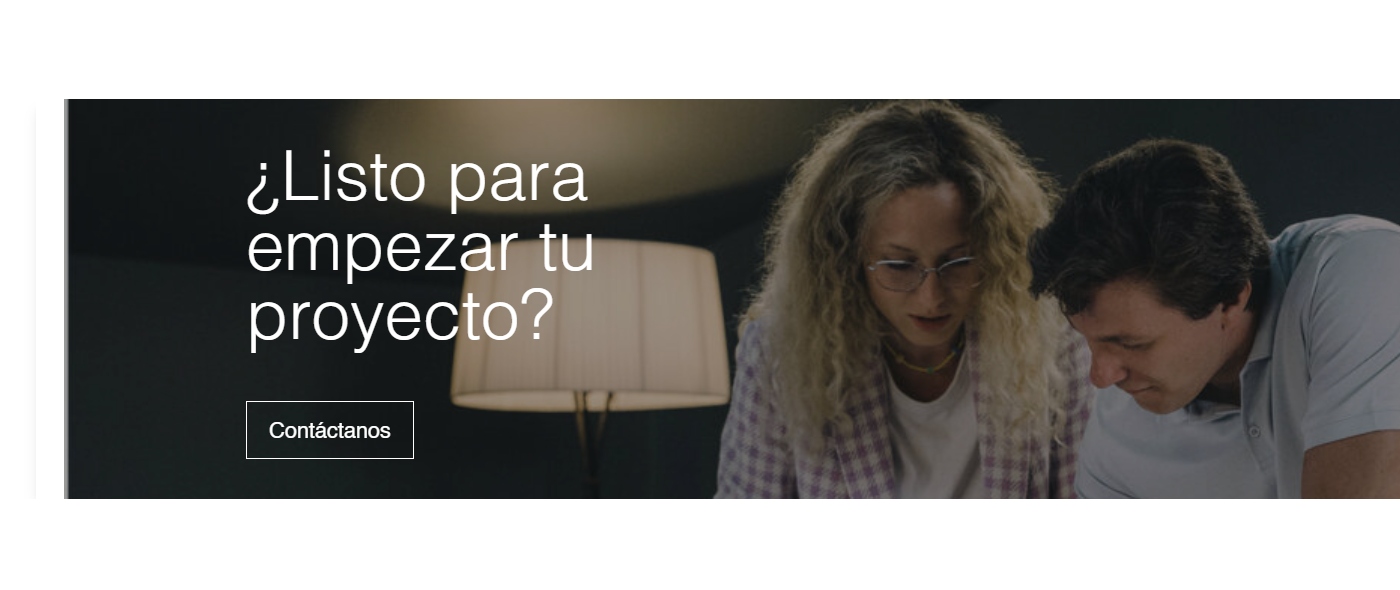 ¿Listo para
empezar tu
proyecto?
Contáctanos